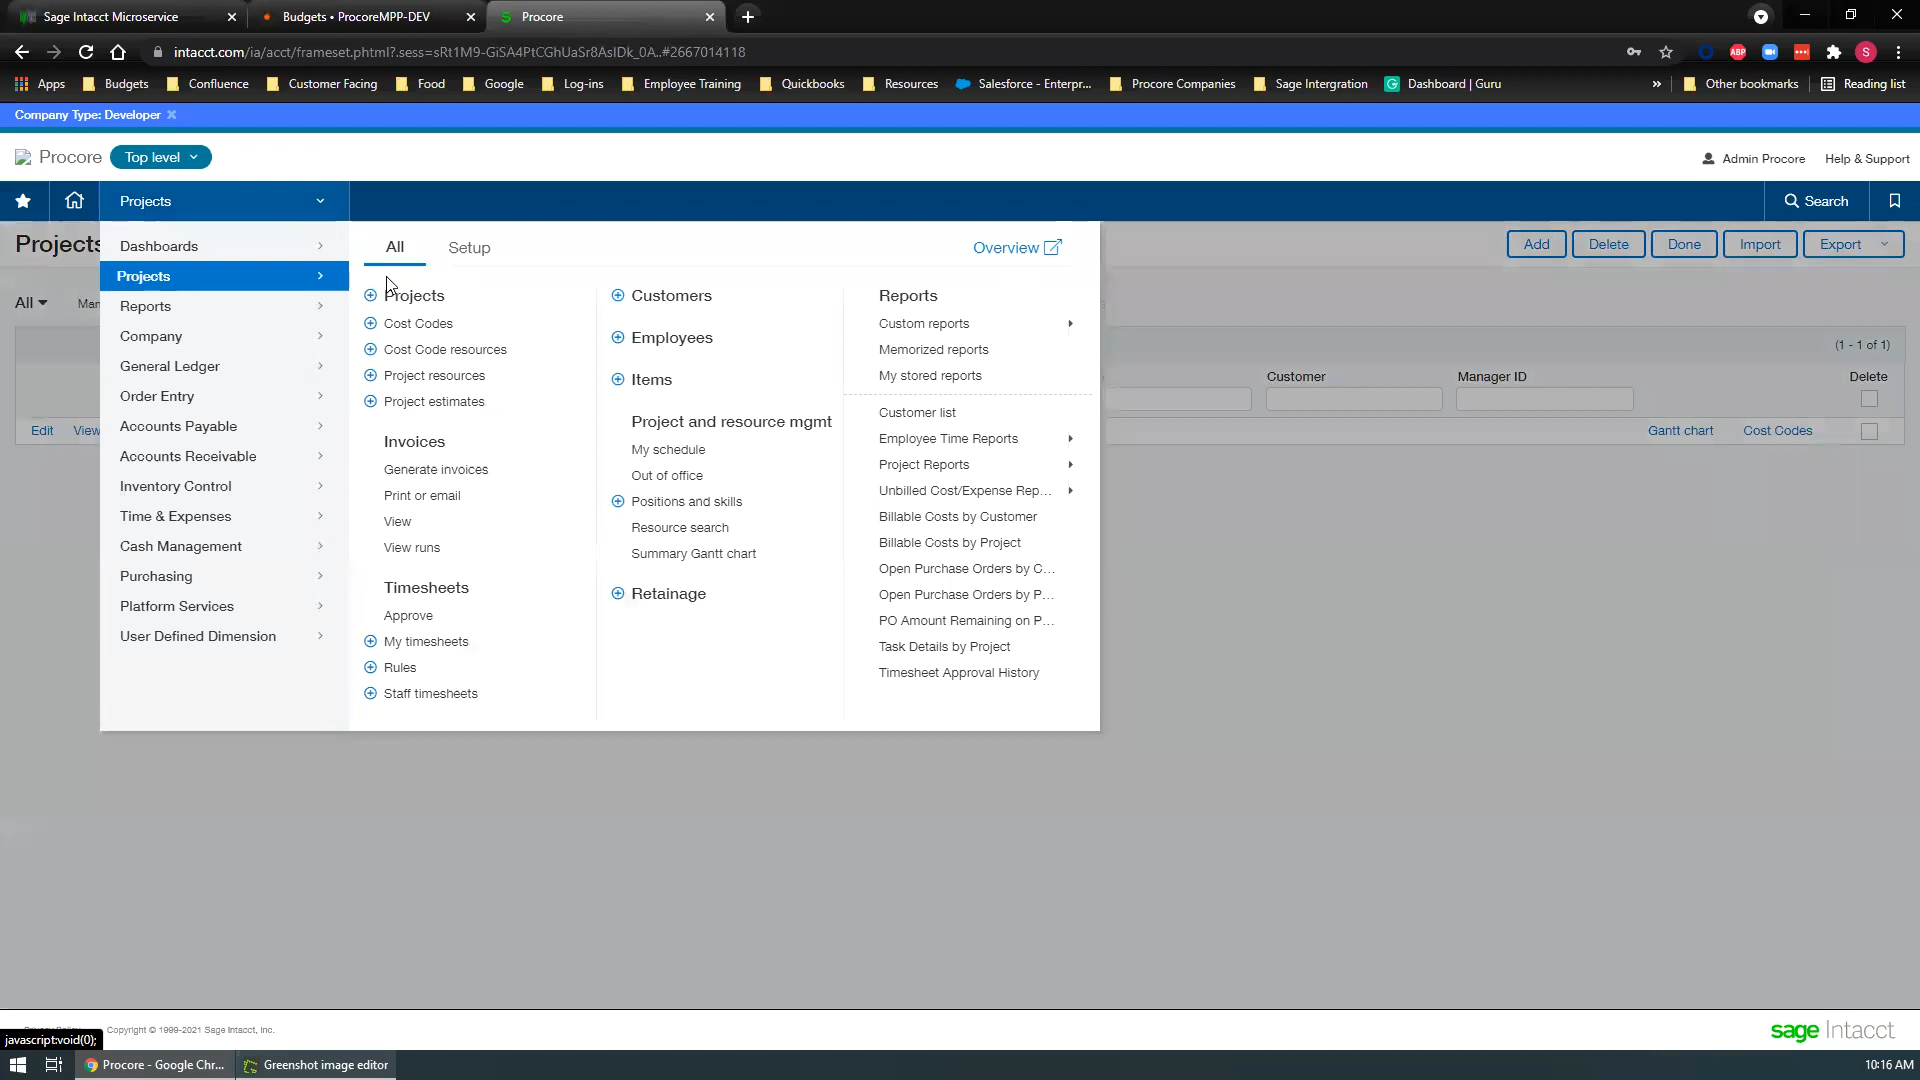 Sage Intacct Microservice
Budgets • ProcoreMPP-DEV
Procore
intacct.com/ia/acct/frameset.phtml?.sess=sRt1M9-GiSA4PtCGhUaSr8AsIDk_0A..#2667014118
ABP
S
Apps
Budgets
Confluence
Customer Facing
Food
Google
Log-ins
Employee Training
Quickbooks
Resources
Salesforce - Enterpr...
Procore Companies
Sage Intergration
Dashboard | Guru
»
Other bookmarks
Reading list
Company Type: Developer
Procore
Top level
Admin Procore
Help & Support
Projects
Search
Projects
Add
Delete
Done
Import
Export
All
Man
Dashboards
Projects
Reports
Company
General Ledger
Order Entry
Accounts Payable
Accounts Receivable
Inventory Control
Time & Expenses
Cash Management
Purchasing
Platform Services
User Defined Dimension
All
Setup
Overview
Projects
Cost Codes
Cost Code resources
Project resources
Project estimates
Invoices
Generate invoices
Print or email
View
View runs
Timesheets
Approve
My timesheets
Rules
Staff timesheets
Customers
Employees
Items
Project and resource mgmt
My schedule
Out of office
Positions and skills
Resource search
Summary Gantt chart
Retainage
Reports
Custom reports
Memorized reports
My stored reports
Customer list
Employee Time Reports
Project Reports
Unbilled Cost/Expense Rep...
Billable Costs by Customer
Billable Costs by Project
Open Purchase Orders by C...
Open Purchase Orders by P...
PO Amount Remaining on P...
Task Details by Project
Timesheet Approval History
(1 - 1 of 1)
Customer
Manager ID
Delete
Edit
View
Gantt chart
Cost Codes
Copyright © 1999-2021 Sage Intacct, Inc.
sage Intacct
javascript:void(0);
Procore - Google Chr...
Greenshot image editor
10:16 AM